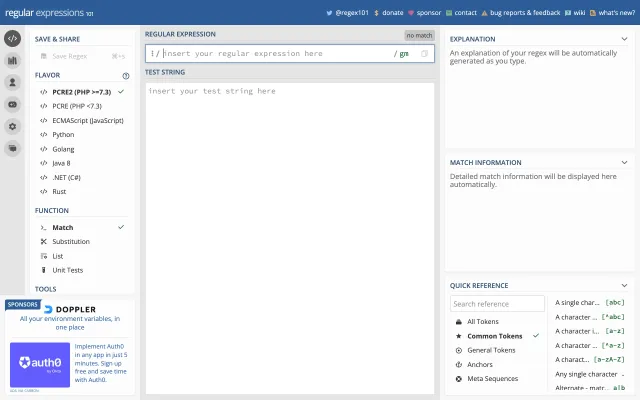 regular expressions 101
@regex101
donate
sponsor
contact
bug reports & feedback
wiki
what's new?
SAVE & SHARE
Save Regex
⌘+s
FLAVOR
PCRE2 (PHP >=7.3)
PCRE (PHP <7.3)
ECMAScript (JavaScript)
Python
Golang
Java 8
.NET (C#)
Rust
FUNCTION
Match
Substitution
List
Unit Tests
TOOLS
SPONSORS
DOPPLER
All your environment variables, in
one place
auth0
by Okta
Implement Auth0
in any app in just 5
minutes. Sign-up
free and save time
with Auth0.
REGULAR EXPRESSION
no match
/ insert your regular expression here
/ gm
TEST STRING
insert your test string here
EXPLANATION
An explanation of your regex will be automatically
generated as you type.
MATCH INFORMATION
Detailed match information will be displayed here
automatically.
QUICK REFERENCE
Search reference
All Tokens
Common Tokens
General Tokens
Anchors
Meta Sequences
A single char... [abc]
A character ... [^abc]
A character i... [a-z]
A character ... [^a-z]
A charact... [a-zA-Z]
Any single character .
Alternate - matc... a|b